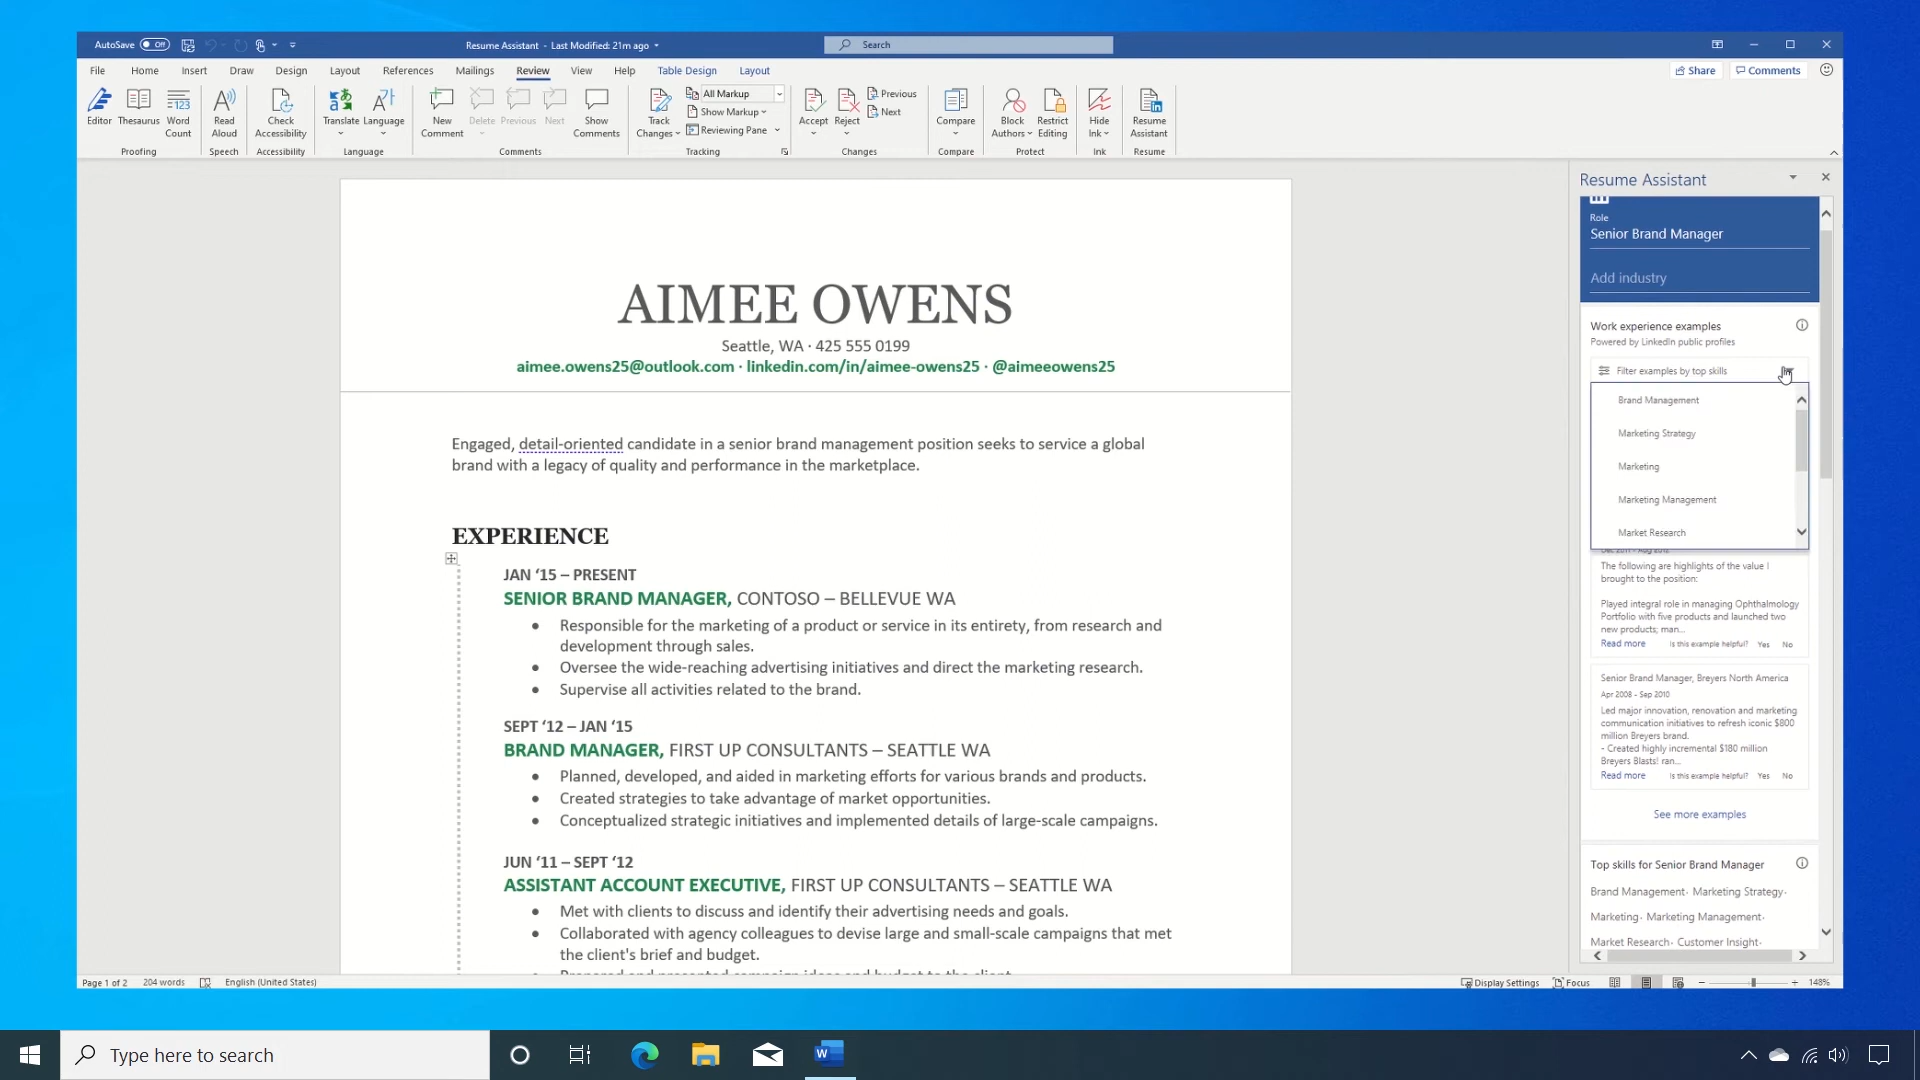 AutoSave Off
Resume Assistant - Last Modified: 21m ago
Search
File Home Insert Draw Design Layout References Mailings Review View Help Table Design Layout
Share Comments
Editor Thesaurus Word Count
Proofing
Read Aloud
Speech
Check Accessibility
Accessibility
Translate Language
Language
New Comment Delete Previous Next Show Comments
Comments
Track Changes
All Markup
Show Markup
Reviewing Pane
Tracking
Accept Reject
Previous
Next
Changes
Compare
Compare
Block Authors Restrict Editing
Protect
Hide Ink
Ink
Resume Assistant
Resume
AIMEE OWENS
Seattle, WA · 425 555 0199
aimee.owens25@outlook.com · linkedin.com/in/aimee-owens25 · @aimeeowens25
Engaged, detail-oriented candidate in a senior brand management position seeks to service a global
brand with a legacy of quality and performance in the marketplace.
EXPERIENCE
JAN ‘15 – PRESENT
SENIOR BRAND MANAGER, CONTOSO – BELLEVUE WA
• Responsible for the marketing of a product or service in its entirety, from research and
development through sales.
• Oversee the wide-reaching advertising initiatives and direct the marketing research.
• Supervise all activities related to the brand.
SEPT ‘12 – JAN ‘15
BRAND MANAGER, FIRST UP CONSULTANTS – SEATTLE WA
• Planned, developed, and aided in marketing efforts for various brands and products.
• Created strategies to take advantage of market opportunities.
• Conceptualized strategic initiatives and implemented details of large-scale campaigns.
JUN ‘11 – SEPT ‘12
ASSISTANT ACCOUNT EXECUTIVE, FIRST UP CONSULTANTS – SEATTLE WA
• Met with clients to discuss and identify their advertising needs and goals.
• Collaborated with agency colleagues to devise large and small-scale campaigns that met
the client's brief and budget.
• Prepared and presented campaign ideas and budget to the client.
Resume Assistant
Role
Senior Brand Manager
Add industry
Work experience examples
Powered by LinkedIn public profiles
Filter examples by top skills
Brand Management
Marketing Strategy
Marketing
Marketing Management
Market Research
Dec 2011 - Aug 2012
The following are highlights of the value I
brought to the position:
Played integral role in managing Ophthalmology
Portfolio with five products and launched two
new products; man...
Read more Is this example helpful? Yes No
Senior Brand Manager, Breyers North America
Apr 2008 - Sep 2010
Led major innovation, renovation and marketing
communication initiatives to refresh iconic $800
million Breyers brand.
- Created highly incremental $180 million
Breyers Blasts! ran...
Read more Is this example helpful? Yes No
See more examples
Top skills for Senior Brand Manager
Brand Management· Marketing Strategy·
Marketing· Marketing Management·
Market Research· Customer Insight·
Page 1 of 2 204 words English (United States)
Display Settings Focus 148%
Type here to search